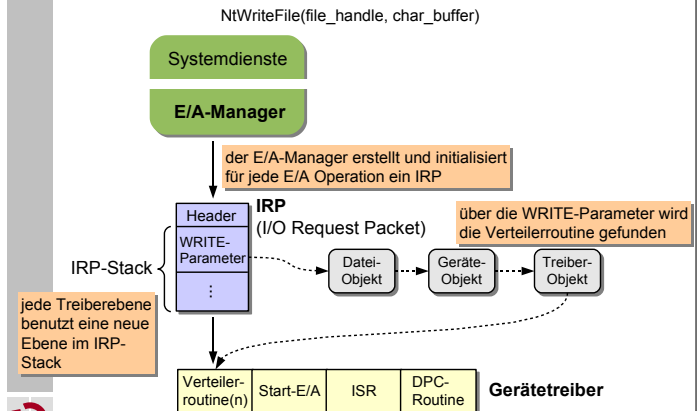 NtWriteFile(file_handle, char_buffer)
Systemdienste
E/A-Manager
der E/A-Manager erstellt und initialisiert
für jede E/A Operation ein IRP
Header
IRP
(I/O Request Packet)
WRITE-
Parameter
⋮
IRP-Stack
über die WRITE-Parameter wird
die Verteilerroutine gefunden
Datei-
Objekt
Geräte-
Objekt
Treiber-
Objekt
jede Treiberebene
benutzt eine neue
Ebene im IRP-
Stack
Verteiler-
routine(n)
Start-E/A
ISR
DPC-
Routine
Gerätetreiber